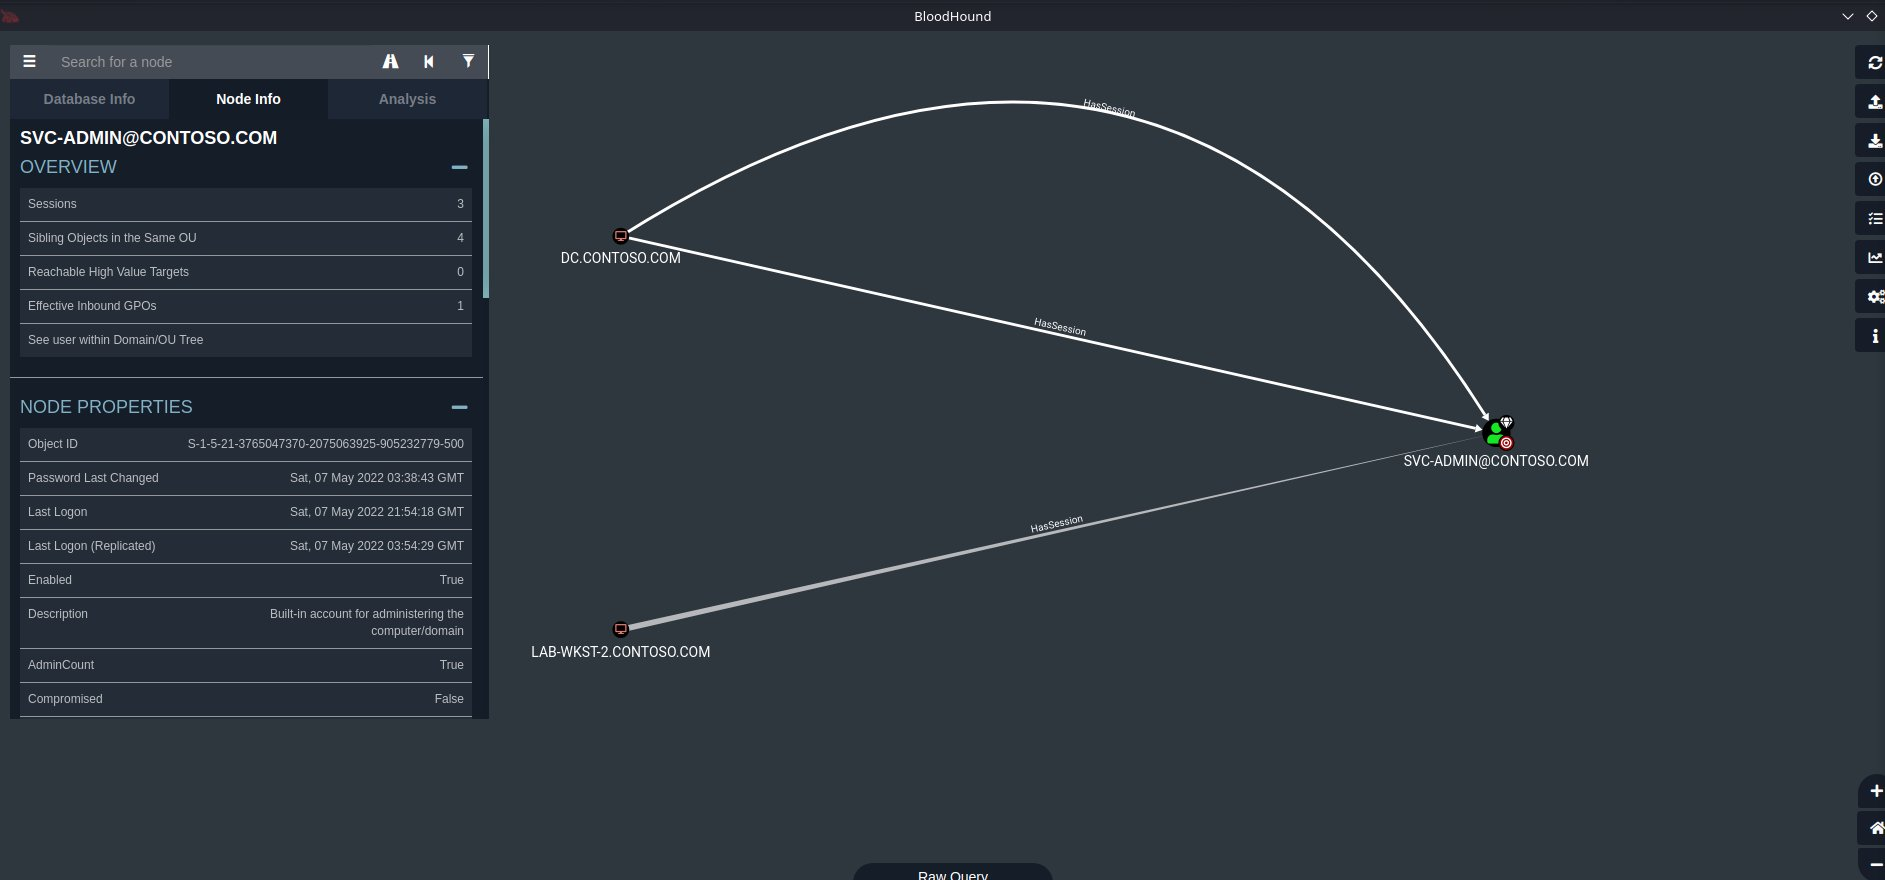 BloodHound
Search for a node
Database Info
Node Info
Analysis
SVC-ADMIN@CONTOSO.COM
OVERVIEW
Sessions 3
Sibling Objects in the Same OU 4
Reachable High Value Targets 0
Effective Inbound GPOs 1
See user within Domain/OU Tree
NODE PROPERTIES
Object ID S-1-5-21-3765047370-2075063925-905232779-500
Password Last Changed Sat, 07 May 2022 03:38:43 GMT
Last Logon Sat, 07 May 2022 21:54:18 GMT
Last Logon (Replicated) Sat, 07 May 2022 03:54:29 GMT
Enabled True
Description Built-in account for administering the
computer/domain
AdminCount True
Compromised False
HasSession
DC.CONTOSO.COM
HasSession
SVC-ADMIN@CONTOSO.COM
HasSession
LAB-WKST-2.CONTOSO.COM
Raw Query